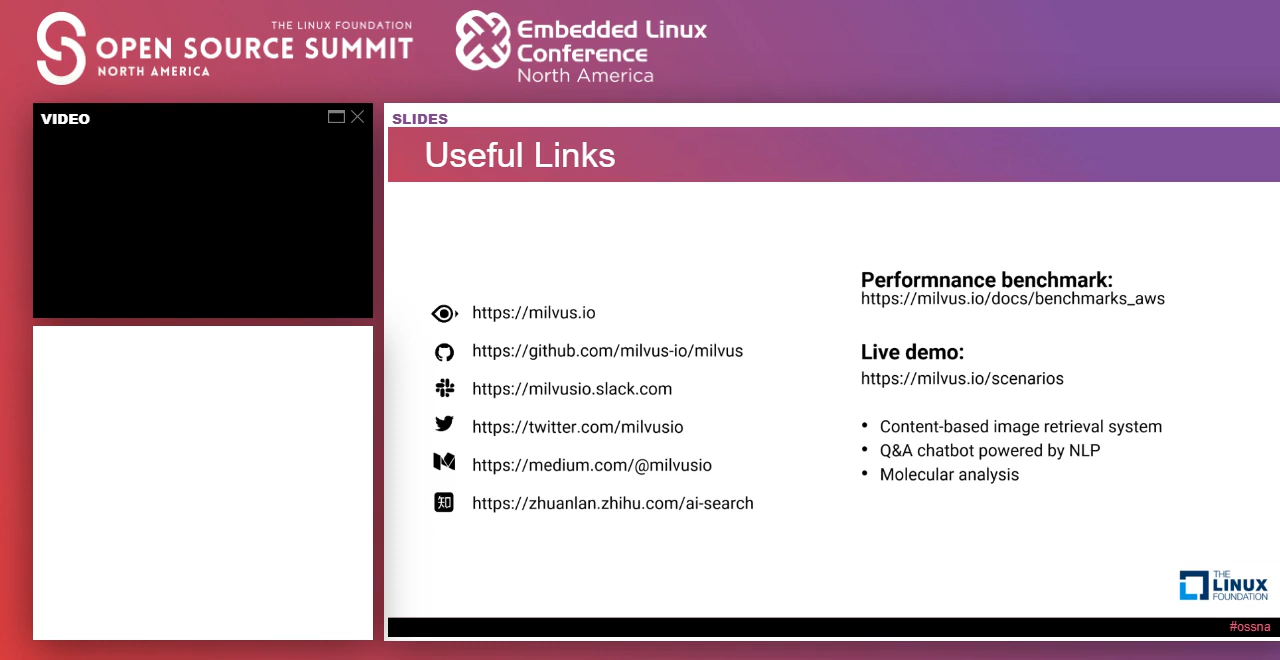 THE LINUX FOUNDATION
OPEN SOURCE SUMMIT
NORTH AMERICA
Embedded Linux
Conference
North America
VIDEO
SLIDES
Useful Links
https://milvus.io
https://github.com/milvus-io/milvus
https://milvusio.slack.com
https://twitter.com/milvusio
https://medium.com/@milvusio
知
https://zhuanlan.zhihu.com/ai-search
Performnance benchmark:
https://milvus.io/docs/benchmarks_aws
Live demo:
https://milvus.io/scenarios
• Content-based image retrieval system
• Q&A chatbot powered by NLP
• Molecular analysis
THE
LINUX
FOUNDATION
#ossna